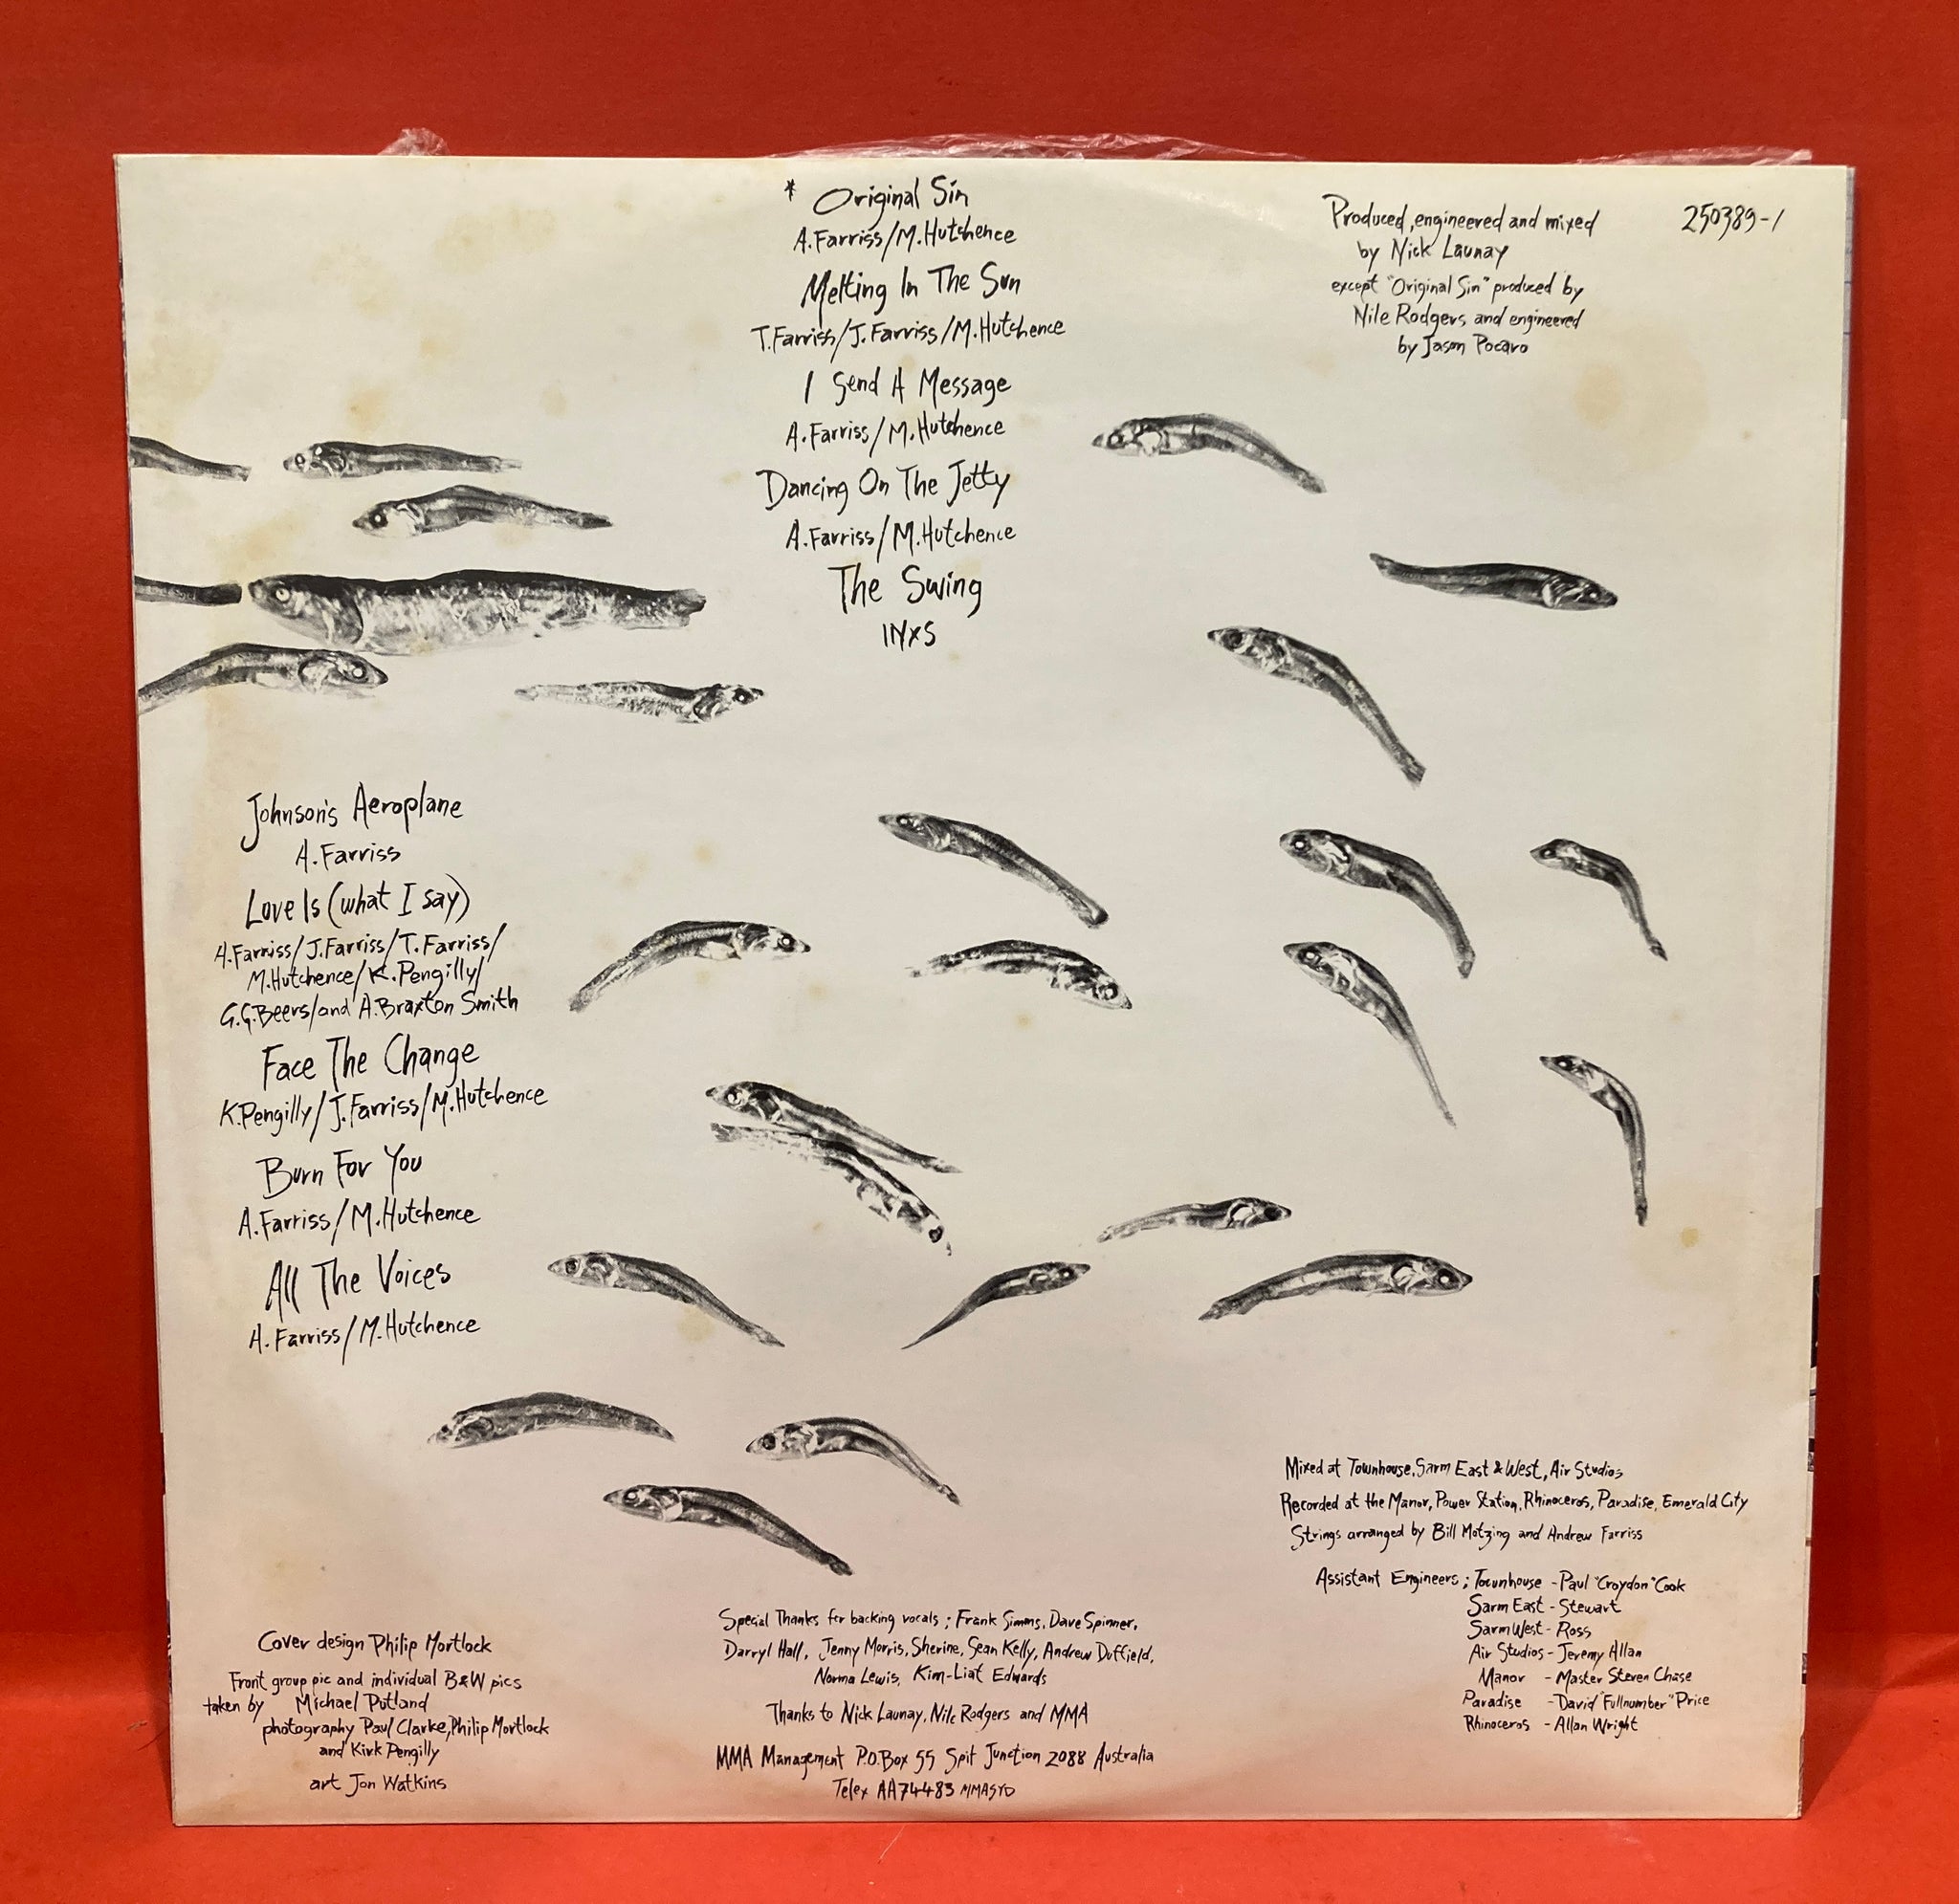 * Original Sin
A.Farriss/M.Hutchence
Melting In The Sun
T.Farriss/J.Farriss/M.Hutchence
I Send A Message
A.Farriss/M.Hutchence
Dancing On The Jetty
A.Farriss/M.Hutchence
The Swing
INXS
Produced, engineered and mixed
by Nick Launay
except "Original Sin" produced by
Nile Rodgers and engineered
by Jason Pocaro
250389-1
Johnson's Aeroplane
A.Farriss
Love Is (what I say)
A.Farriss/J.Farriss/T.Farriss/
M.Hutchence/K.Pengilly/
G.G.Beers/and A.Braxton Smith
Face The Change
K.Pengilly/J.Farriss/M.Hutchence
Burn For You
A.Farriss/M.Hutchence
All The Voices
A.Farriss/M.Hutchence
Mixed at Townhouse, Sarm East & West, Air Studios
Recorded at the Manor, Power Station, Rhinoceros, Paradise, Emerald City
Strings arranged by Bill Motzing and Andrew Farriss
Assistant Engineers; Townhouse - Paul "Croydon" Cook
Sarm East - Stewart
Sarm West - Ross
Air Studios - Jeremy Allan
Manor - Master Steven Chase
Paradise - David "Fullnumber" Price
Rhinoceros - Allan Wright
Special Thanks for backing vocals; Frank Simms, Dave Spinner,
Darryl Hall, Jenny Morris, Sherine, Sean Kelly, Andrew Duffield,
Norma Lewis, Kim-Liat Edwards
Thanks to Nick Launay, Nile Rodgers and MMA
MMA Management P.O.Box 55 Spit Junction 2088 Australia
Telex AA74483 MMASYD
Cover design Philip Mortlock
Front group pic and individual B&W pics
taken by Michael Putland
photography Paul Clarke, Philip Mortlock
and Kirk Pengilly
art Jon Watkins